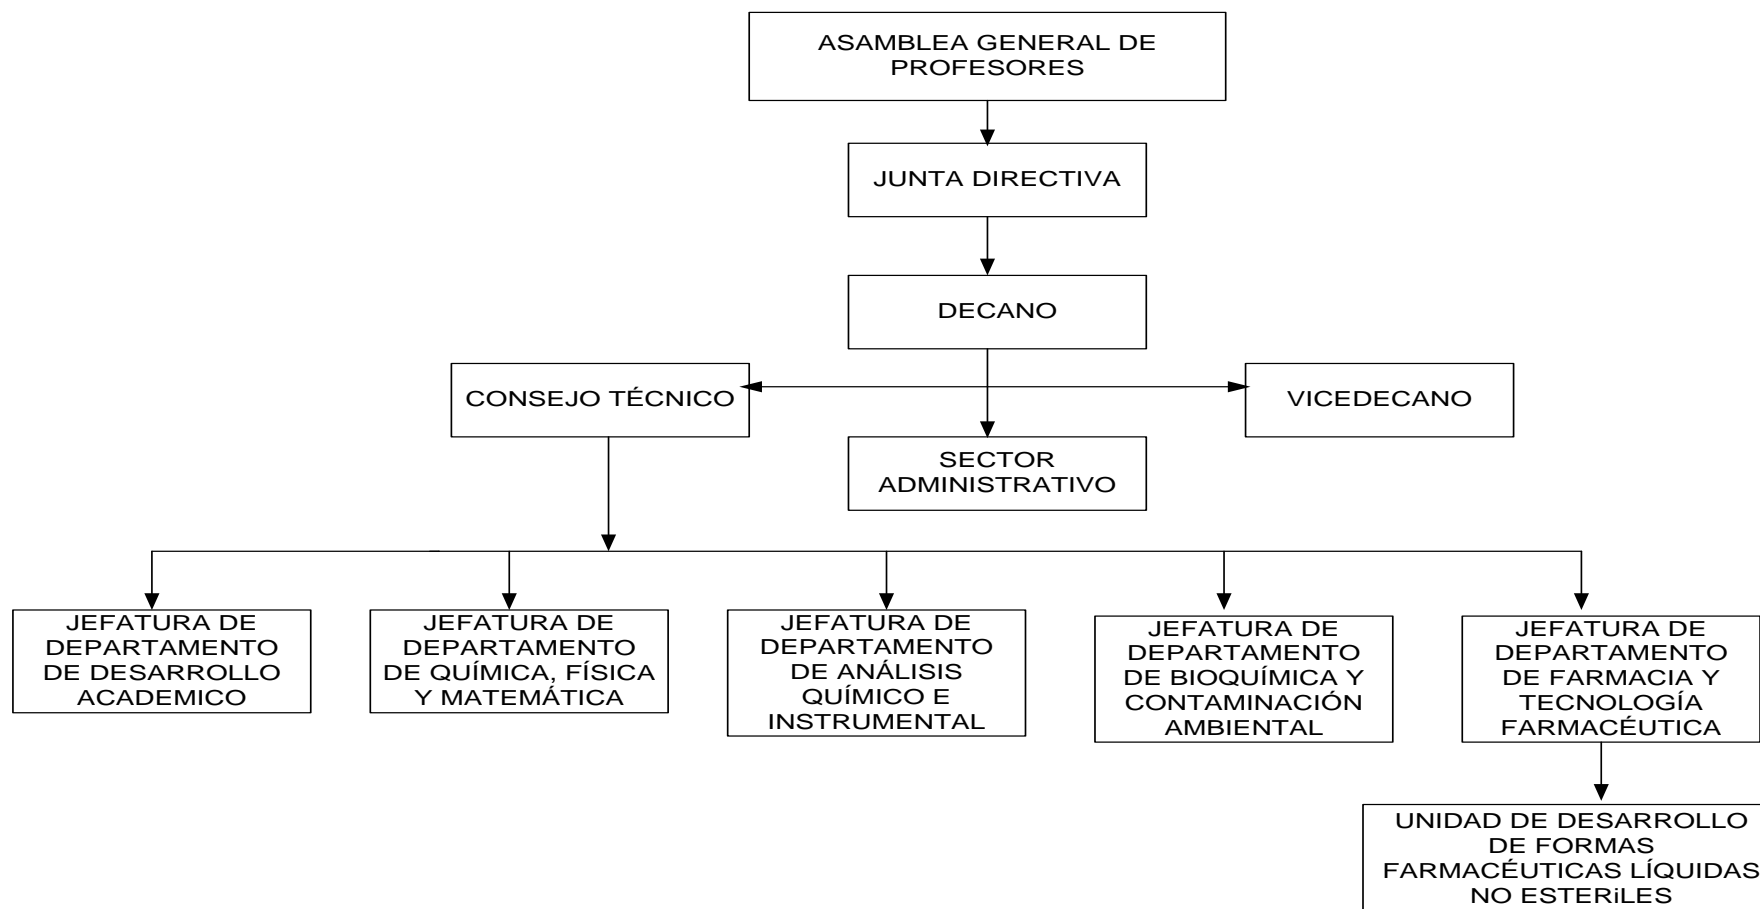 ASAMBLEA GENERAL DE
PROFESORES
JUNTA DIRECTIVA
DECANO
CONSEJO TÉCNICO
VICEDECANO
SECTOR
ADMINISTRATIVO
JEFATURA DE
DEPARTAMENTO
DE DESARROLLO
ACADEMICO
JEFATURA DE
DEPARTAMENTO
DE QUÍMICA, FÍSICA
Y MATEMÁTICA
JEFATURA DE
DEPARTAMENTO
DE ANÁLISIS
QUÍMICO E
INSTRUMENTAL
JEFATURA DE
DEPARTAMENTO
DE BIOQUÍMICA Y
CONTAMINACIÓN
AMBIENTAL
JEFATURA DE
DEPARTAMENTO
DE FARMACIA Y
TECNOLOGÍA
FARMACÉUTICA
UNIDAD DE DESARROLLO
DE FORMAS
FARMACÉUTICAS LÍQUIDAS
NO ESTERiLES